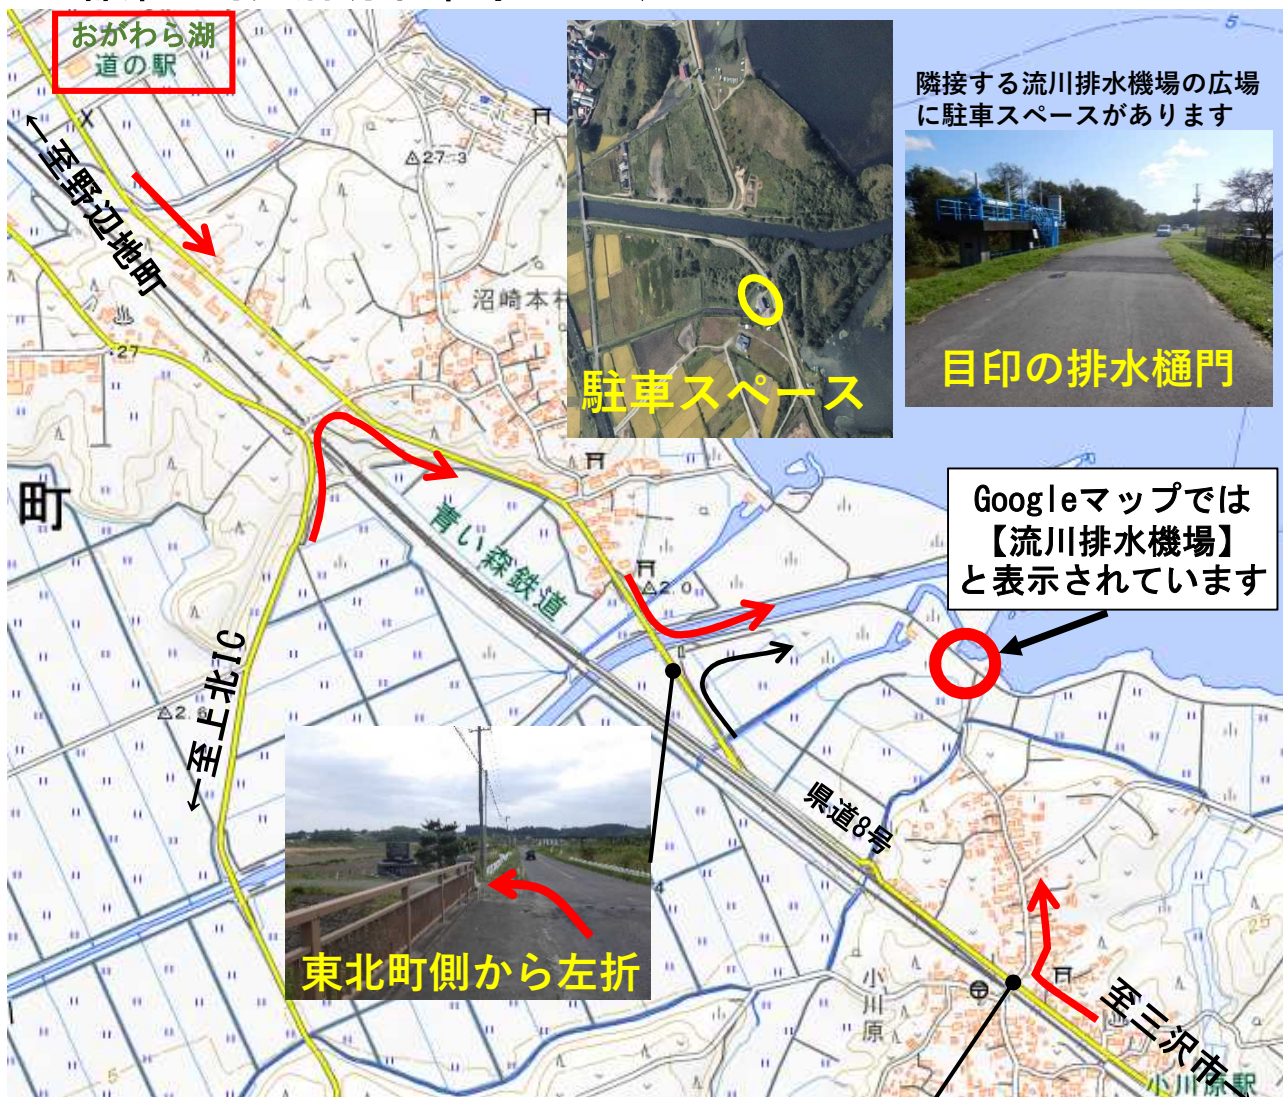 おがわら湖
道の駅
←至野辺地町
27.3
沼崎本村
27
町
青い森鉄道
2.0
←至上北IC
2.6
隣接する流川排水機場の広場
に駐車スペースがあります
駐車スペース
目印の排水樋門
5
Googleマップでは
【流川排水機場】
と表示されています
県道8号
東北町側から左折
4
25
小川原
至三沢市→
小川原駅
5